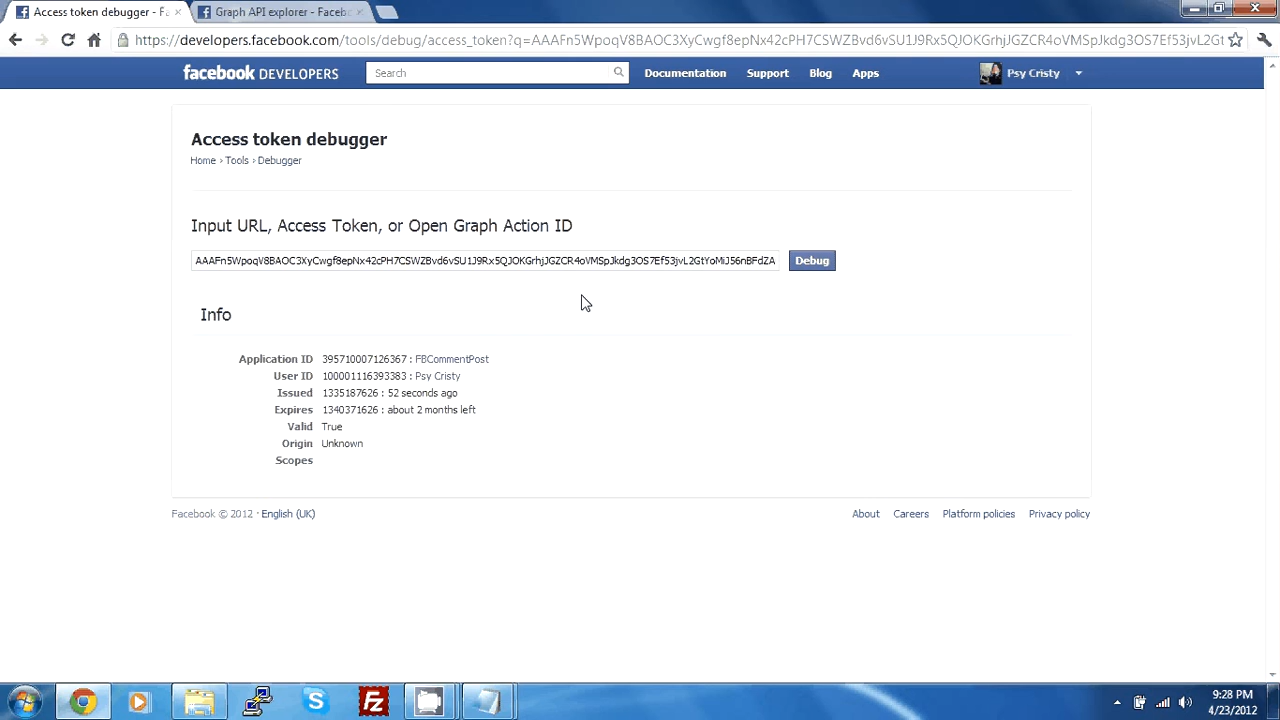 Access token debugger - F
Graph API explorer - Faceb
https://developers.facebook.com/tools/debug/access_token?q=AAAFn5WpoqV8BAOC3XyCwgf8epNx42cPH7CSWZBvd6vSU1J9Rx5QJOKGrhjJGZCR4oVMSpJkdg3OS7Ef53jvL2Gt
facebook DEVELOPERS
Search
Documentation Support Blog Apps
Psy Cristy
Access token debugger
Home › Tools › Debugger
Input URL, Access Token, or Open Graph Action ID
AAAFn5WpoqV8BAOC3XyCwgf8epNx42cPH7CSWZBvd6vSU1J9Rx5QJOKGrhjJGZCR4oVMSpJkdg3OS7Ef53jvL2GtYoMiJ56nBFdZA
Debug
Info
Application ID 395710007126367 : FBCommentPost
User ID 100001116393383 : Psy Cristy
Issued 1335187626 : 52 seconds ago
Expires 1340371626 : about 2 months left
Valid True
Origin Unknown
Scopes
Facebook © 2012 · English (UK)
About Careers Platform policies Privacy policy
9:28 PM
4/23/2012